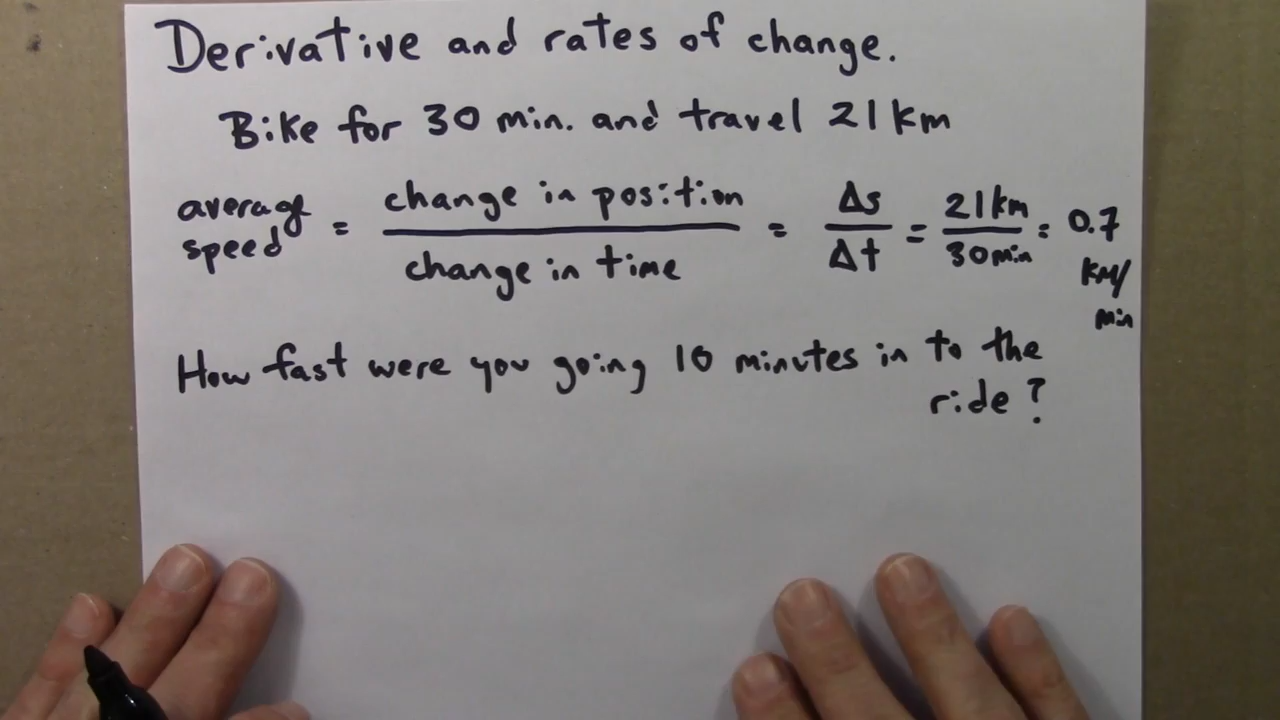 Derivative and rates of change.
Bike for 30 min. and travel 21 km
average speed = change in position / change in time = Δs / Δt = 21 km / 30 min = 0.7 km/min
How fast were you going 10 minutes in to the
ride?